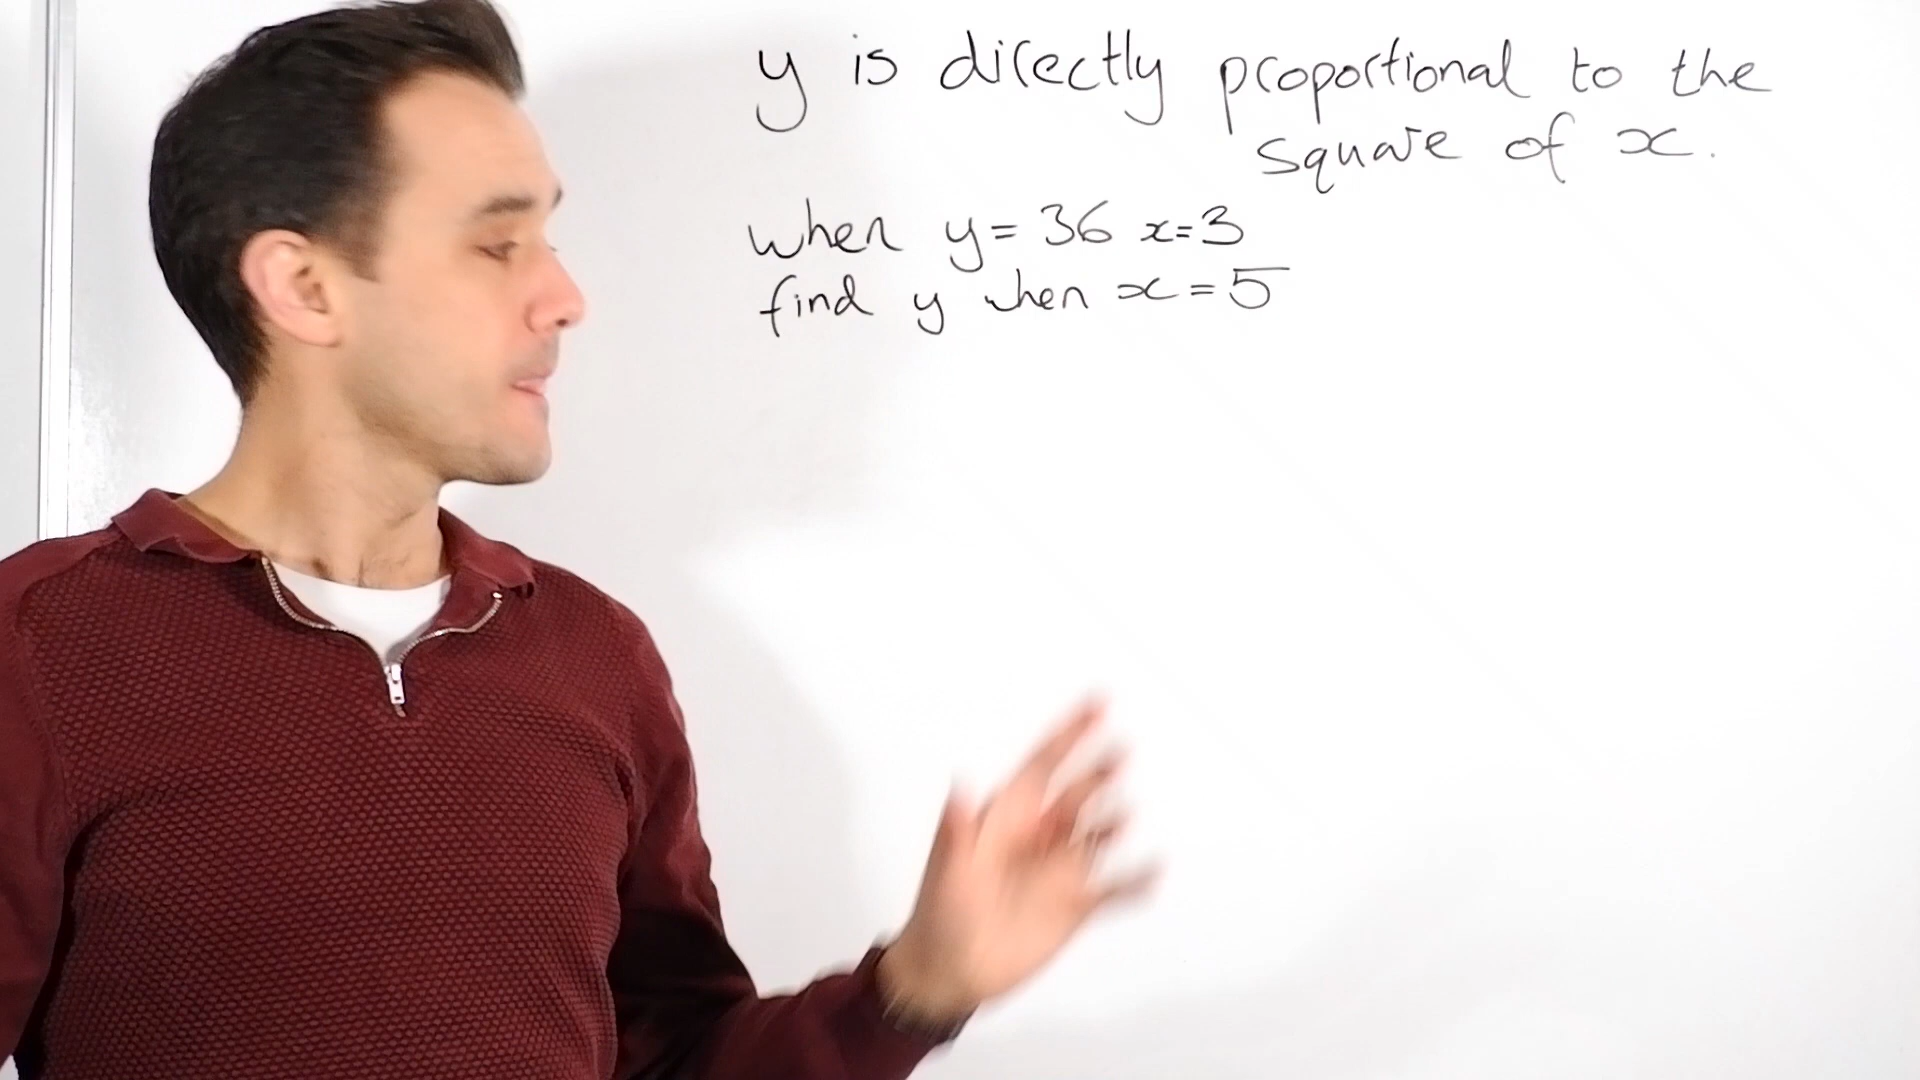 y is directly proportional to the
square of x.
when y = 36 x = 3
find y when x = 5